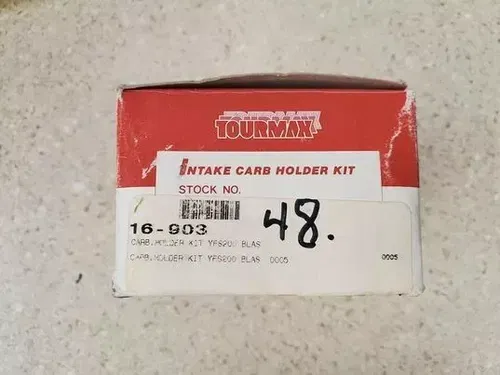 TOURMAX
INTAKE CARB HOLDER KIT
STOCK NO.
16-903
48.
CARB.HOLDER KIT YFS200 BLAS
CARB.HOLDER KIT YFS200 BLAS 0005
0005